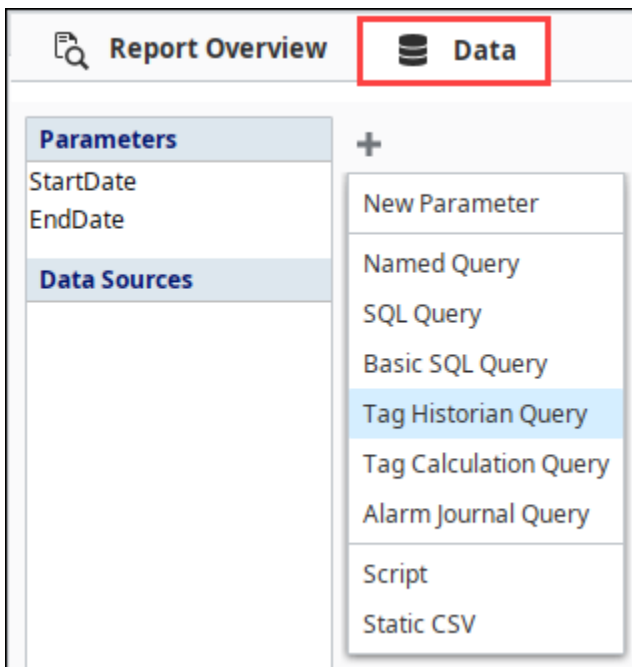 Report Overview
Data
Parameters
StartDate
EndDate
Data Sources
New Parameter
Named Query
SQL Query
Basic SQL Query
Tag Historian Query
Tag Calculation Query
Alarm Journal Query
Script
Static CSV